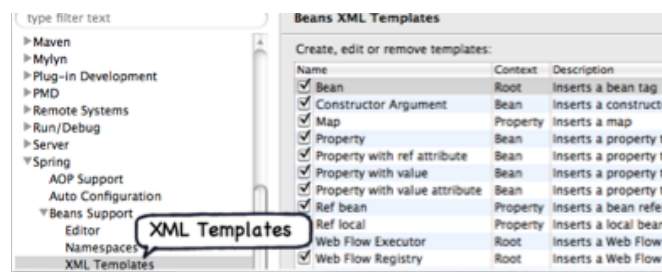 type filter text
Maven
Mylyn
Plug-in Development
PMD
Remote Systems
Run/Debug
Server
Spring
AOP Support
Auto Configuration
Beans Support
Editor
Namespaces
XML Templates
XML Templates
Beans XML Templates
Create, edit or remove templates:
Name Context Description
Bean Root Inserts a bean tag
Constructor Argument Bean Inserts a construct
Map Property Inserts a map
Property Bean Inserts a property t
Property with ref attribute Bean Inserts a property t
Property with value Bean Inserts a property t
Property with value attribute Bean Inserts a property t
Ref bean Property Inserts a bean refe
Ref local Property Inserts a local bean
Web Flow Executor Root Inserts a Web Flow
Web Flow Registry Root Inserts a Web Flow